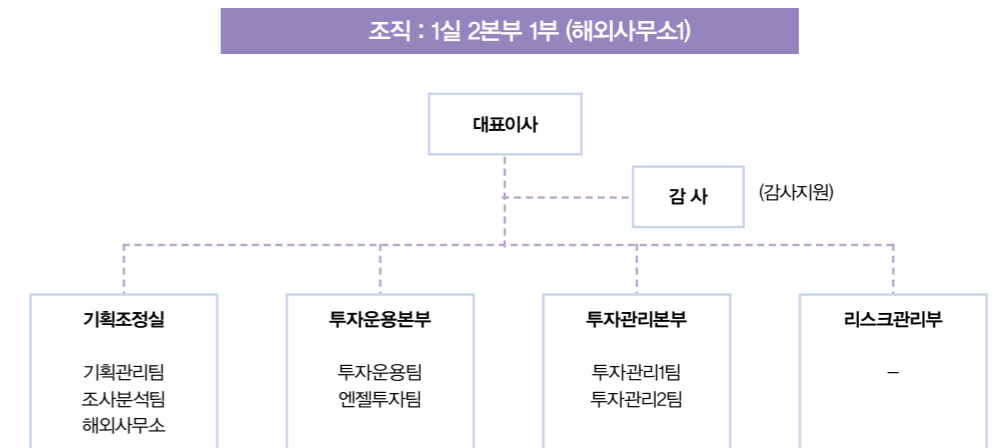 조직 : 1실 2본부 1부 (해외사무소1)
대표이사
감 사
(감사지원)
기획조정실
기획관리팀
조사분석팀
해외사무소
투자운용본부
투자운용팀
엔젤투자팀
투자관리본부
투자관리1팀
투자관리2팀
리스크관리부
–